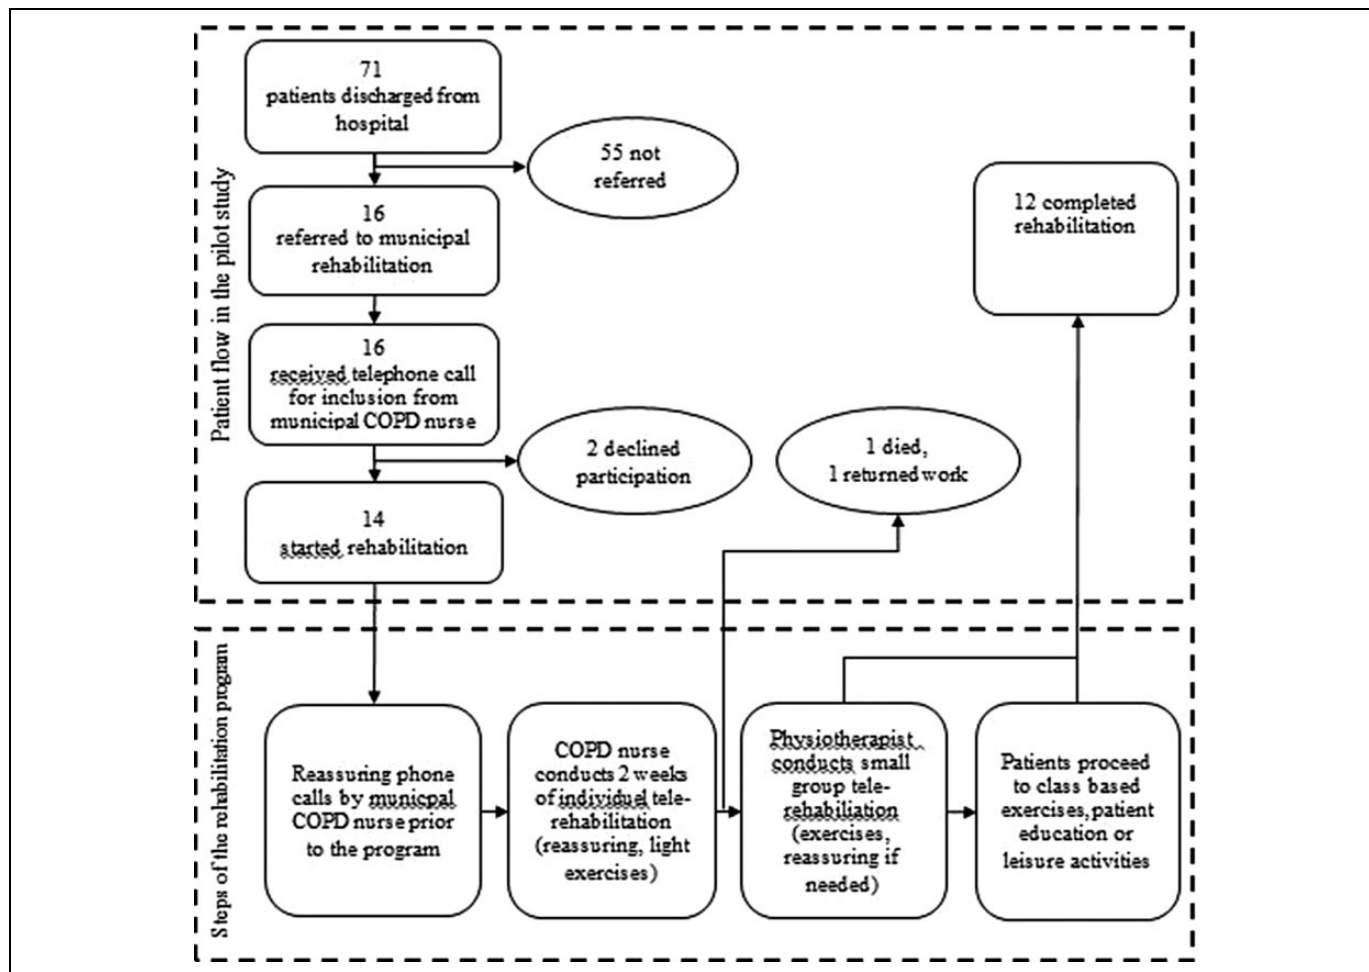 Patient flow in the pilot study
71
patients discharged from
hospital
55 not
referred
16
referred to municipal
rehabilitation
12 completed
rehabilitation
16
received telephone call
for inclusion from
municipal COPD nurse
2 declined
participation
1 died,
1 returned work
14
started rehabilitation
Steps of the rehabilitation program
Reassuring phone
calls by municpal
COPD nurse prior
to the program
COPD nurse
conducts 2 weeks
of individual tele-
rehabilitation
(reassuring, light
exercises)
Physiotherapist
conducts small
group tele-
rehabiliation
(exercises,
reassuring if
needed)
Patients proceed
to class based
exercises, patient
education or
leisure activities